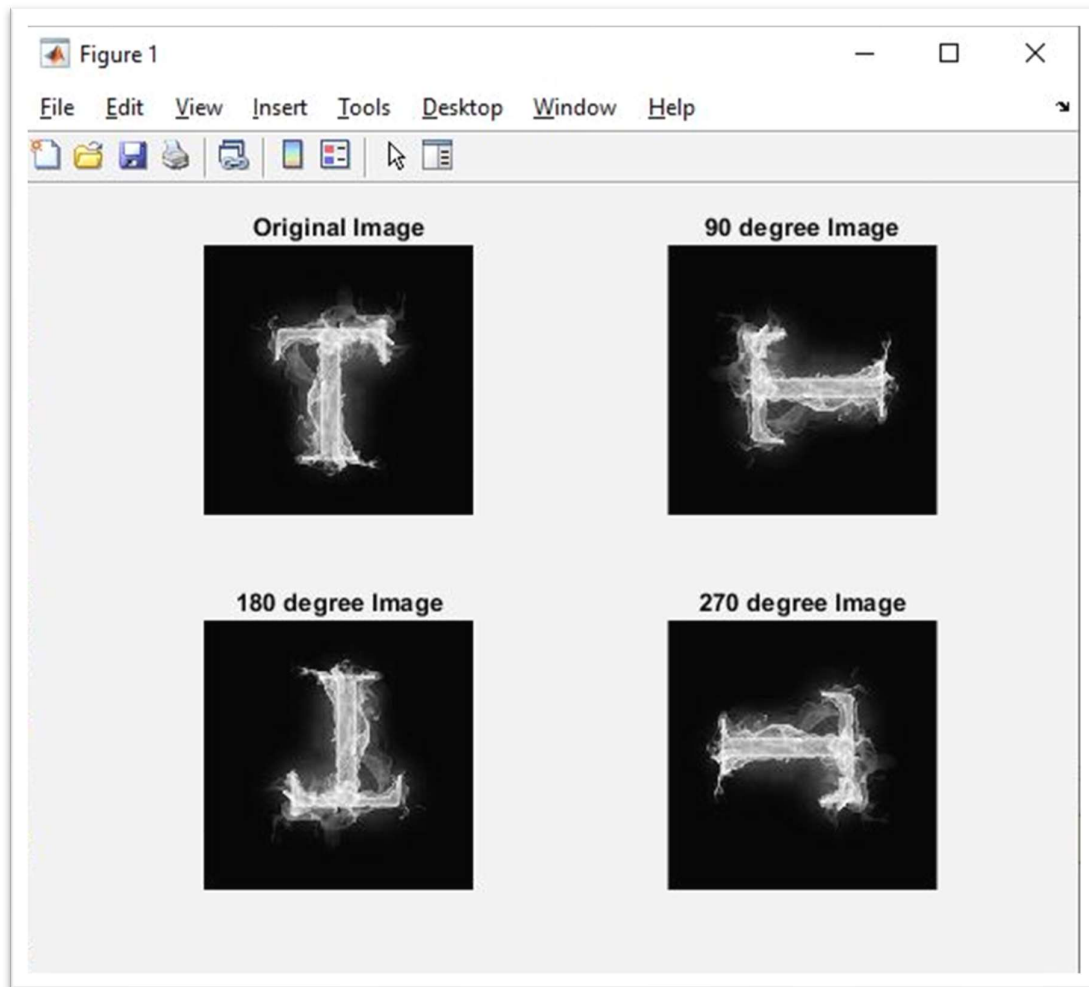 Figure 1
File Edit View Insert Tools Desktop Window Help
Original Image
90 degree Image
T
T
180 degree Image
270 degree Image
T
T